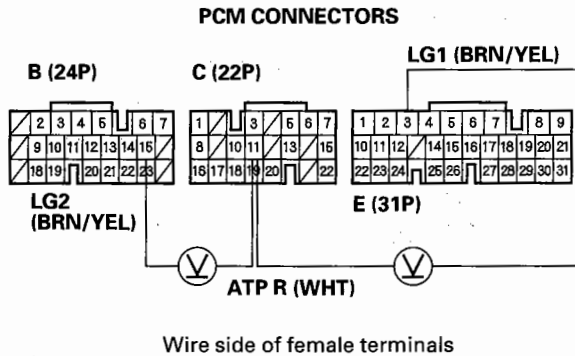 PCM CONNECTORS
LG1 (BRN/YEL)
B (24P) C (22P)
2 3 4 5 6 7 1 3 5 6 1 2 3 4 5 6 7 8 9
9 10 11 12 13 14 15 8 10 11 13 15 10 11 12 14 15 16 17 18 19 20 21
18 19 20 21 22 23 16 17 18 19 20 22 22 23 24 25 26 27 28 29 30 31
LG2 E (31P)
(BRN/YEL)
V V
ATP R (WHT)
Wire side of female terminals